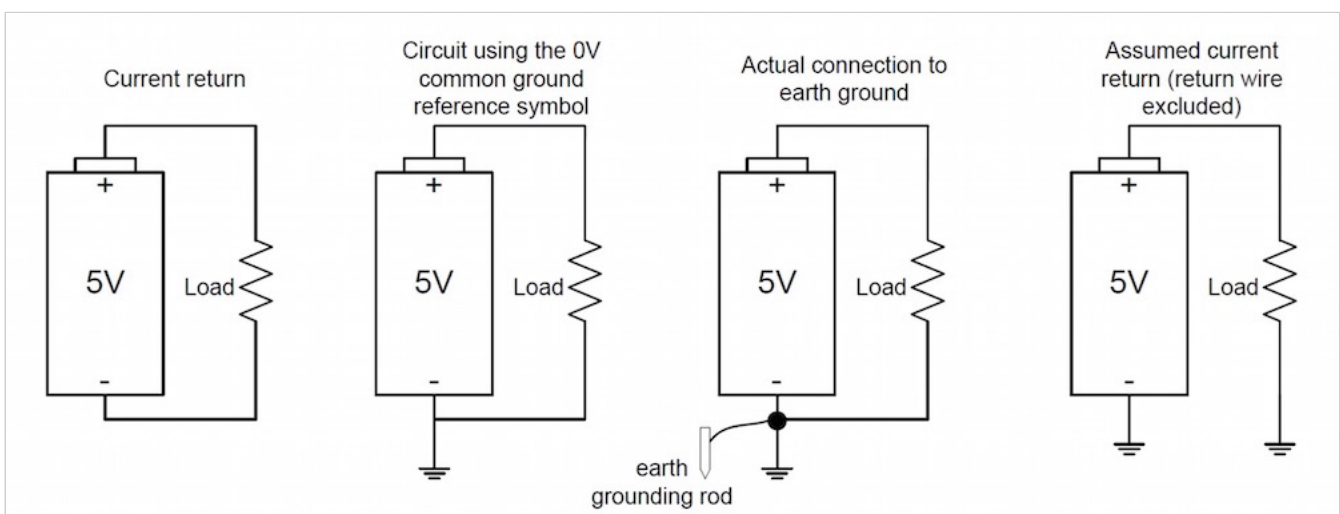 Current return
+
5V
Load
-
Circuit using the 0V
common ground
reference symbol
+
5V
Load
-
Actual connection to
earth ground
+
5V
Load
-
earth
grounding rod
Assumed current
return (return wire
excluded)
+
5V
Load
-